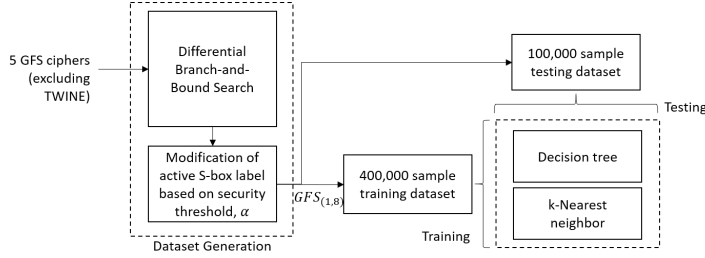 5 GFS ciphers
(excluding
TWINE)
Differential
Branch-and-
Bound Search
Modification of
active S-box label
based on security
threshold, α
Dataset Generation
GFS(1,8)
400,000 sample
training dataset
100,000 sample
testing dataset
Testing
Training
Decision tree
k-Nearest
neighbor